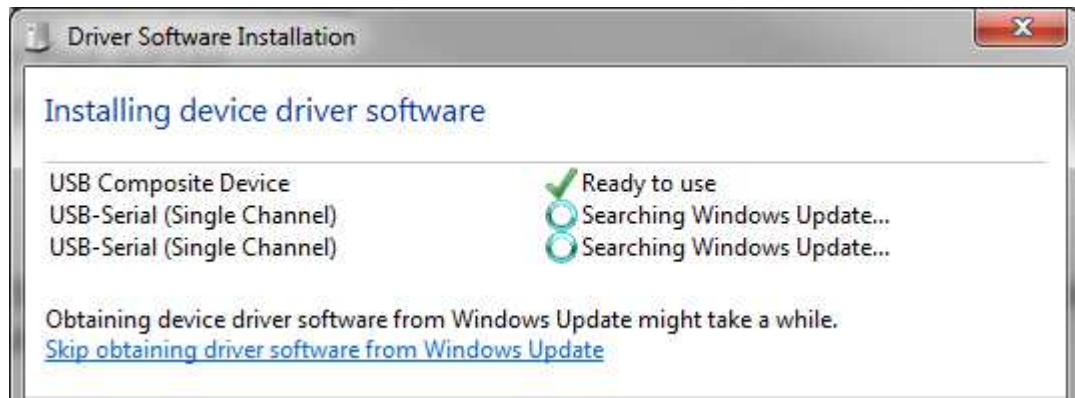 Driver Software Installation
Installing device driver software
USB Composite Device Ready to use
USB-Serial (Single Channel) Searching Windows Update...
USB-Serial (Single Channel) Searching Windows Update...
Obtaining device driver software from Windows Update might take a while.
Skip obtaining driver software from Windows Update